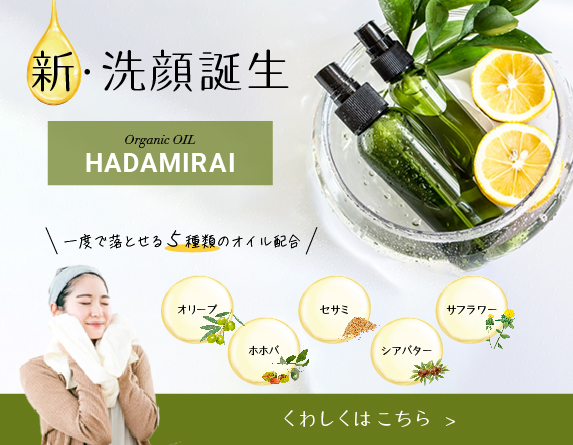 新・洗顔誕生
Organic OIL
HADAMIRAI
一度で落とせる5種類のオイル配合
オリーブ
セサミ
サフラワー
ホホバ
シアバター
くわしくはこちら >